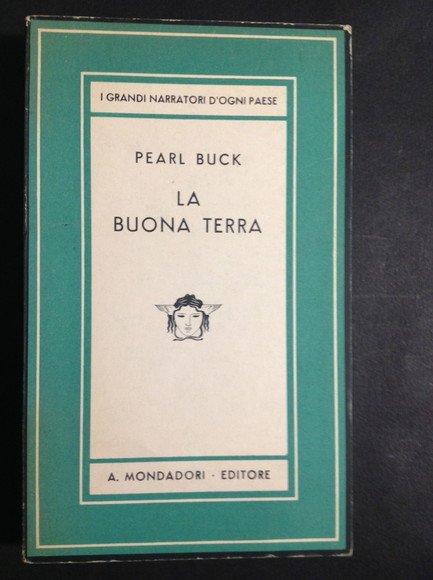 I GRANDI NARRATORI D'OGNI PAESE
PEARL BUCK
LA
BUONA TERRA
A. MONDADORI · EDITORE